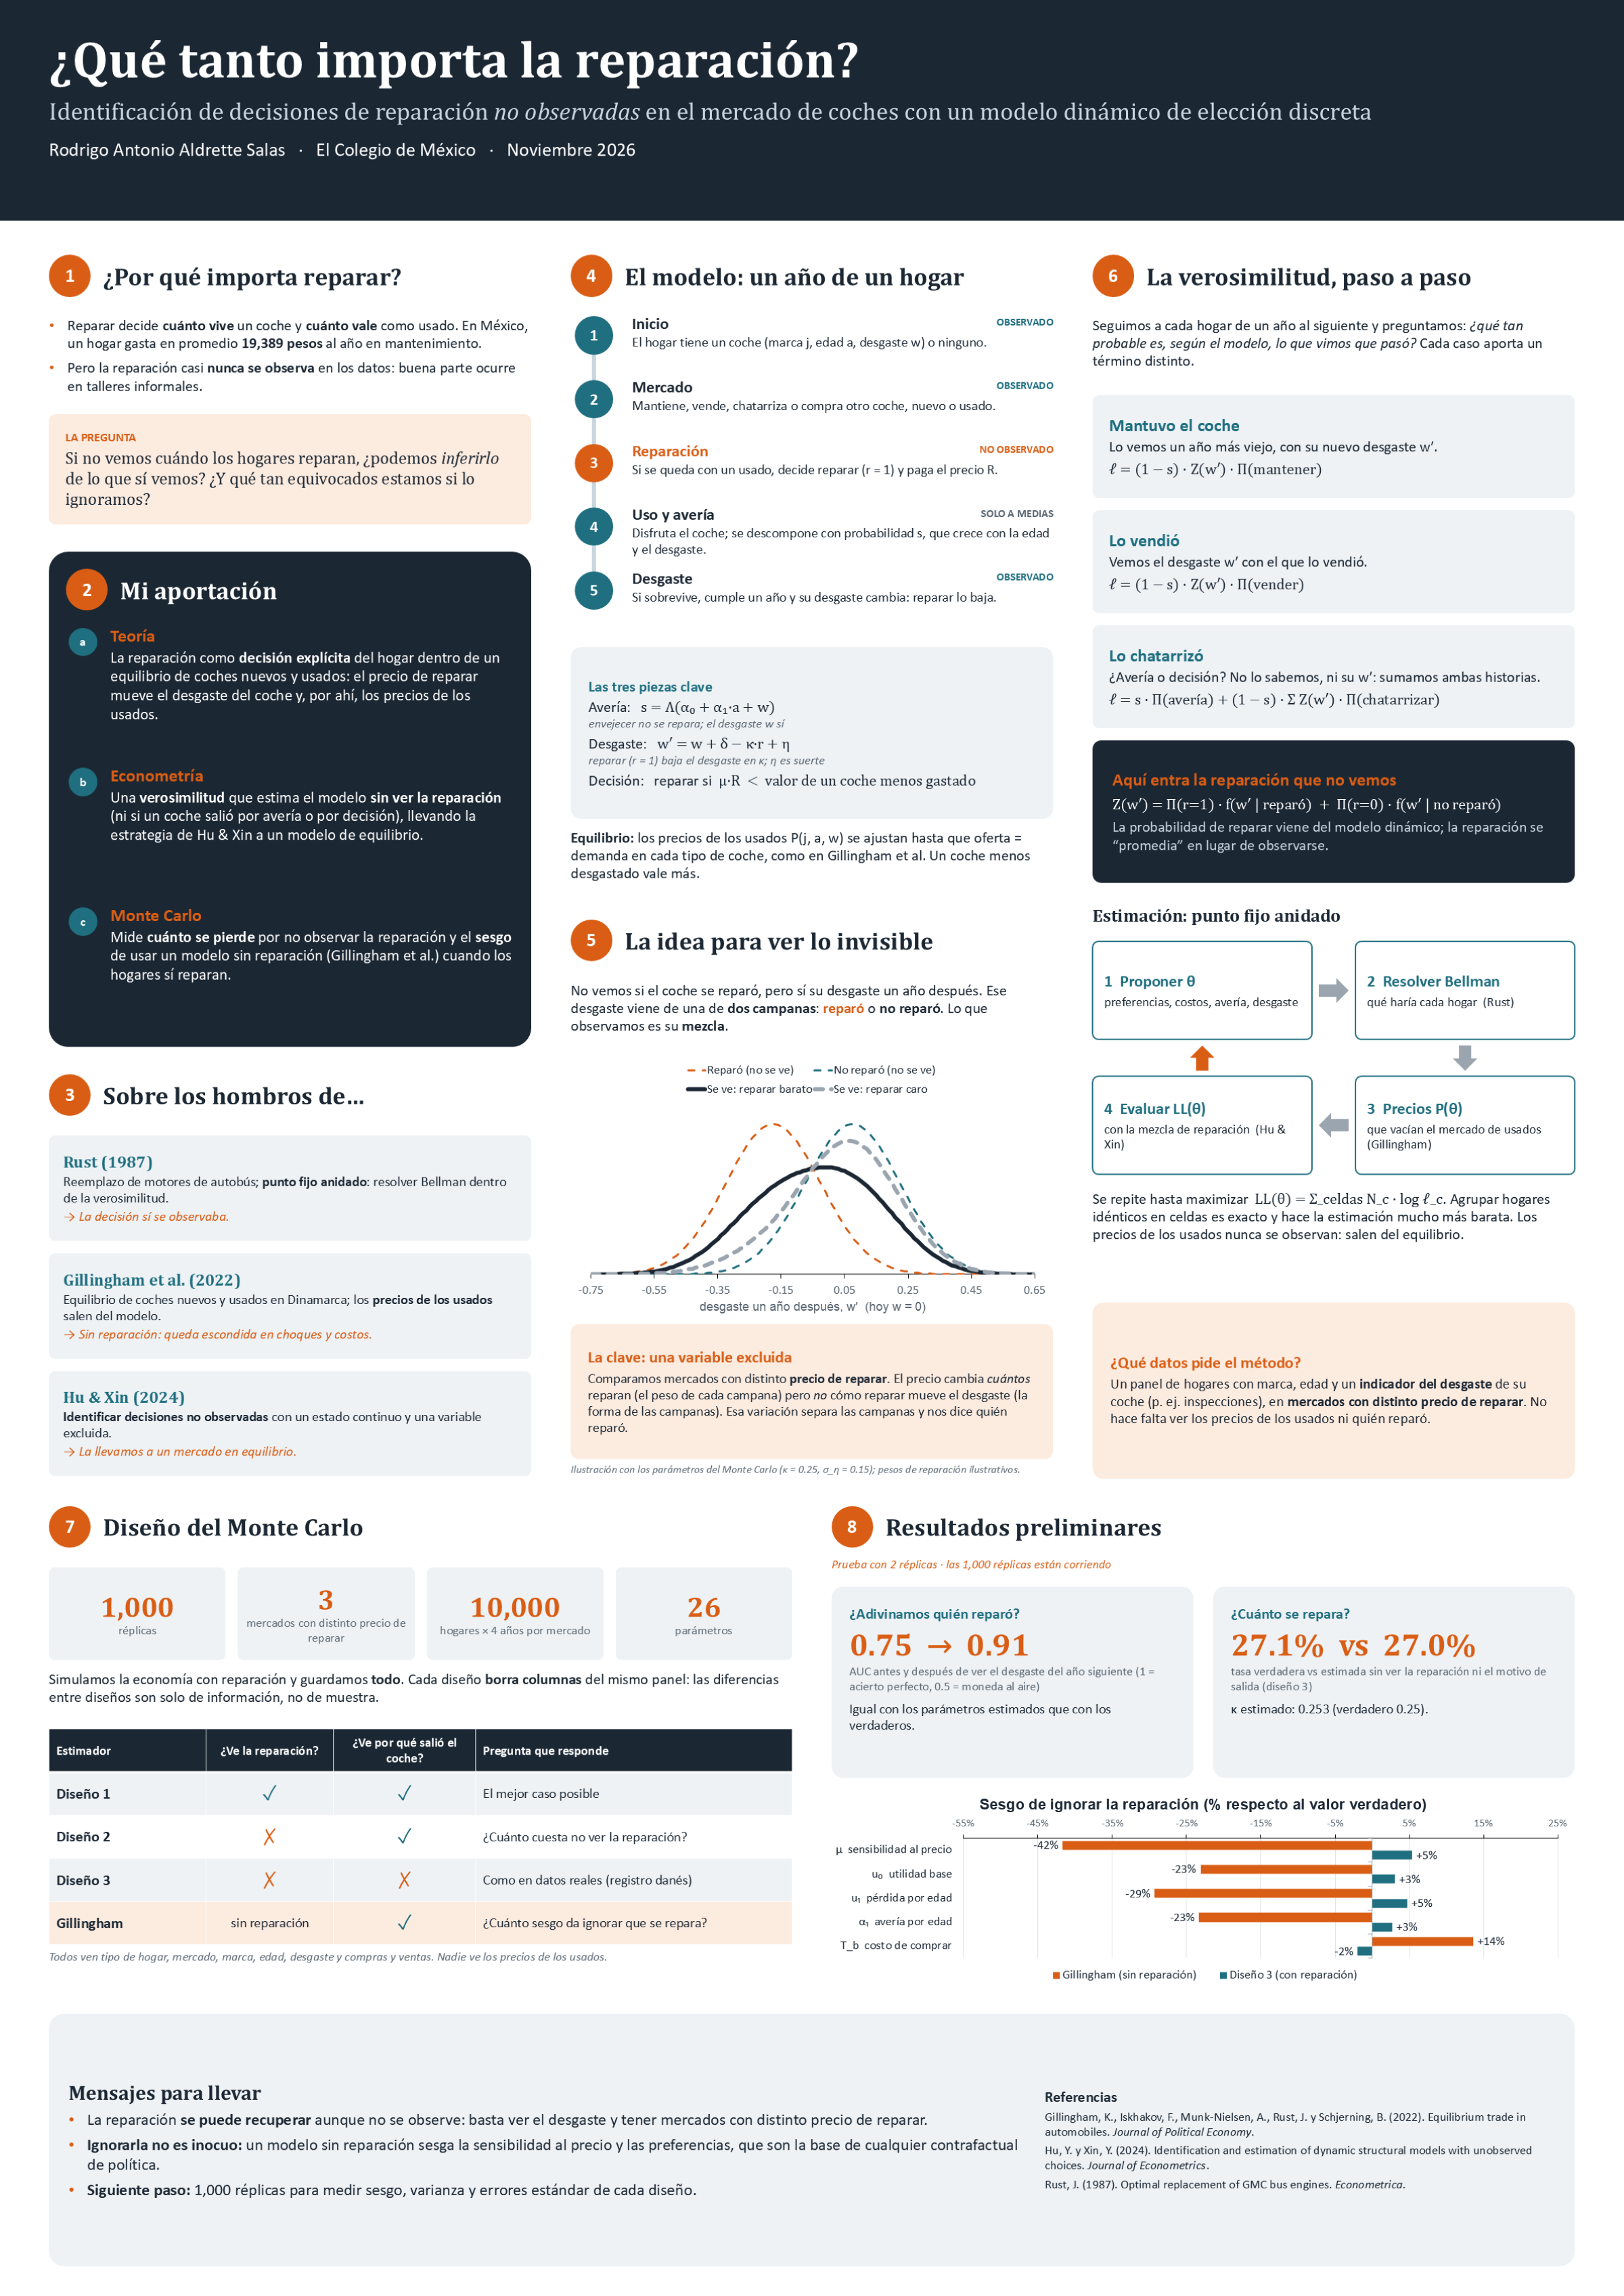 ¿Qué tanto importa la reparación?
Identificación de decisiones de reparación no observadas en el mercado de coches con un modelo dinámico de elección discreta
Rodrigo Antonio Aldrette Salas · El Colegio de México · Noviembre 2026
1 ¿Por qué importa reparar?
• Reparar decide cuánto vive un coche y cuánto vale como usado. En México,
un hogar gasta en promedio 19,389 pesos al año en mantenimiento.
• Pero la reparación casi nunca se observa en los datos: buena parte ocurre
en talleres informales.
LA PREGUNTA
Si no vemos cuándo los hogares reparan, ¿podemos inferirlo
de lo que sí vemos? ¿Y qué tan equivocados estamos si lo
ignoramos?
2 Mi aportación
a Teoría
La reparación como decisión explícita del hogar dentro de un
equilibrio de coches nuevos y usados: el precio de reparar
mueve el desgaste del coche y, por ahí, los precios de los
usados.
b Econometría
Una verosimilitud que estima el modelo sin ver la reparación
(ni si un coche salió por avería o por decisión), llevando la
estrategia de Hu & Xin a un modelo de equilibrio.
c Monte Carlo
Mide cuánto se pierde por no observar la reparación y el sesgo
de usar un modelo sin reparación (Gillingham et al.) cuando los
hogares sí reparan.
3 Sobre los hombros de…
Rust (1987)
Reemplazo de motores de autobús; punto fijo anidado: resolver Bellman dentro
de la verosimilitud.
→ La decisión sí se observaba.
Gillingham et al. (2022)
Equilibrio de coches nuevos y usados en Dinamarca; los precios de los usados
salen del modelo.
→ Sin reparación: queda escondida en choques y costos.
Hu & Xin (2024)
Identificar decisiones no observadas con un estado continuo y una variable
excluida.
→ La llevamos a un mercado en equilibrio.
4 El modelo: un año de un hogar
1 Inicio OBSERVADO
El hogar tiene un coche (marca j, edad a, desgaste w) o ninguno.
2 Mercado OBSERVADO
Mantiene, vende, chatarriza o compra otro coche, nuevo o usado.
3 Reparación NO OBSERVADO
Si se queda con un usado, decide reparar (r = 1) y paga el precio R.
4 Uso y avería SOLO A MEDIAS
Disfruta el coche; se descompone con probabilidad s, que crece con la edad
y el desgaste.
5 Desgaste OBSERVADO
Si sobrevive, cumple un año y su desgaste cambia: reparar lo baja.
Las tres piezas clave
Avería: s = Λ(α₀ + α₁·a + w)
envejecer no se repara; el desgaste w sí
Desgaste: w′ = w + δ − κ·r + η
reparar (r = 1) baja el desgaste en κ; η es suerte
Decisión: reparar si μ·R < valor de un coche menos gastado
Equilibrio: los precios de los usados P(j, a, w) se ajustan hasta que oferta =
demanda en cada tipo de coche, como en Gillingham et al. Un coche menos
desgastado vale más.
5 La idea para ver lo invisible
No vemos si el coche se reparó, pero sí su desgaste un año después. Ese
desgaste viene de una de dos campanas: reparó o no reparó. Lo que
observamos es su mezcla.
Reparó (no se ve) No reparó (no se ve)
Se ve: reparar barato Se ve: reparar caro
-0.75 -0.55 -0.35 -0.15 0.05 0.25 0.45 0.65
desgaste un año después, w′ (hoy w = 0)
La clave: una variable excluida
Comparamos mercados con distinto precio de reparar. El precio cambia cuántos
reparan (el peso de cada campana) pero no cómo reparar mueve el desgaste (la
forma de las campanas). Esa variación separa las campanas y nos dice quién
reparó.
Ilustración con los parámetros del Monte Carlo (κ = 0.25, σ_η = 0.15); pesos de reparación ilustrativos.
6 La verosimilitud, paso a paso
Seguimos a cada hogar de un año al siguiente y preguntamos: ¿qué tan
probable es, según el modelo, lo que vimos que pasó? Cada caso aporta un
término distinto.
Mantuvo el coche
Lo vemos un año más viejo, con su nuevo desgaste w′.
ℓ = (1 − s) · Z(w′) · Π(mantener)
Lo vendió
Vemos el desgaste w′ con el que lo vendió.
ℓ = (1 − s) · Z(w′) · Π(vender)
Lo chatarrizó
¿Avería o decisión? No lo sabemos, ni su w′: sumamos ambas historias.
ℓ = s · Π(avería) + (1 − s) · Σ Z(w′) · Π(chatarrizar)
Aquí entra la reparación que no vemos
Z(w′) = Π(r=1) · f(w′ | reparó) + Π(r=0) · f(w′ | no reparó)
La probabilidad de reparar viene del modelo dinámico; la reparación se
“promedia” en lugar de observarse.
Estimación: punto fijo anidado
1 Proponer θ
preferencias, costos, avería, desgaste
2 Resolver Bellman
qué haría cada hogar (Rust)
4 Evaluar LL(θ)
con la mezcla de reparación (Hu &
Xin)
3 Precios P(θ)
que vacían el mercado de usados
(Gillingham)
Se repite hasta maximizar LL(θ) = Σ_celdas N_c · log ℓ_c. Agrupar hogares
idénticos en celdas es exacto y hace la estimación mucho más barata. Los
precios de los usados nunca se observan: salen del equilibrio.
¿Qué datos pide el método?
Un panel de hogares con marca, edad y un indicador del desgaste de su
coche (p. ej. inspecciones), en mercados con distinto precio de reparar. No
hace falta ver los precios de los usados ni quién reparó.
7 Diseño del Monte Carlo
1,000
réplicas
3
mercados con distinto precio de
reparar
10,000
hogares × 4 años por mercado
26
parámetros
Simulamos la economía con reparación y guardamos todo. Cada diseño borra columnas del mismo panel: las diferencias
entre diseños son solo de información, no de muestra.
Estimador ¿Ve la reparación? ¿Ve por qué salió el coche? Pregunta que responde
Diseño 1 ✓ ✓ El mejor caso posible
Diseño 2 ✗ ✓ ¿Cuánto cuesta no ver la reparación?
Diseño 3 ✗ ✗ Como en datos reales (registro danés)
Gillingham sin reparación ✓ ¿Cuánto sesgo da ignorar que se repara?
Todos ven tipo de hogar, mercado, marca, edad, desgaste y compras y ventas. Nadie ve los precios de los usados.
8 Resultados preliminares
Prueba con 2 réplicas · las 1,000 réplicas están corriendo
¿Adivinamos quién reparó?
0.75 → 0.91
AUC antes y después de ver el desgaste del año siguiente (1 =
acierto perfecto, 0.5 = moneda al aire)
Igual con los parámetros estimados que con los
verdaderos.
¿Cuánto se repara?
27.1% vs 27.0%
tasa verdadera vs estimada sin ver la reparación ni el motivo de
salida (diseño 3)
κ estimado: 0.253 (verdadero 0.25).
Sesgo de ignorar la reparación (% respecto al valor verdadero)
-55% -45% -35% -25% -15% -5% 5% 15% 25%
μ sensibilidad al precio -42% +5%
u₀ utilidad base -23% +3%
u₁ pérdida por edad -29% +5%
α₁ avería por edad -23% +3%
T_b costo de comprar +14% -2%
Gillingham (sin reparación) Diseño 3 (con reparación)
Mensajes para llevar
• La reparación se puede recuperar aunque no se observe: basta ver el desgaste y tener mercados con distinto precio de reparar.
• Ignorarla no es inocuo: un modelo sin reparación sesga la sensibilidad al precio y las preferencias, que son la base de cualquier contrafactual
de política.
• Siguiente paso: 1,000 réplicas para medir sesgo, varianza y errores estándar de cada diseño.
Referencias
Gillingham, K., Iskhakov, F., Munk-Nielsen, A., Rust, J. y Schjerning, B. (2022). Equilibrium trade in
automobiles. Journal of Political Economy.
Hu, Y. y Xin, Y. (2024). Identification and estimation of dynamic structural models with unobserved
choices. Journal of Econometrics.
Rust, J. (1987). Optimal replacement of GMC bus engines. Econometrica.